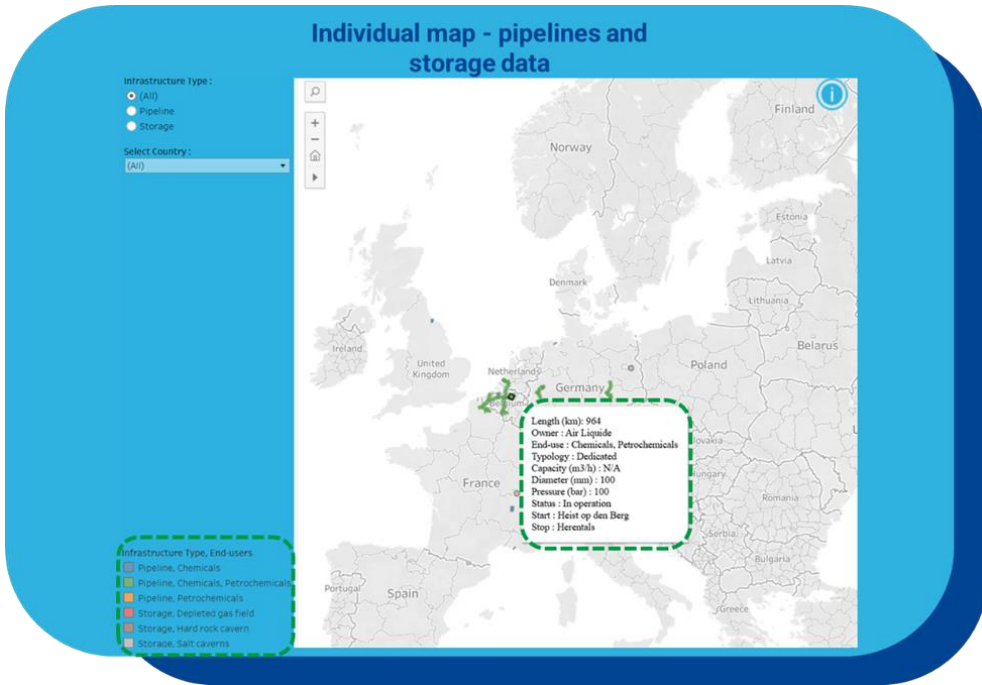 Individual map - pipelines and
storage data
Infrastructure Type :
(All)
Pipeline
Storage
Select Country :
(All)
i
Finland
Norway
Estonia
Latvia
Denmark
Lithuania
Ireland
Belarus
United
Kingdom
Netherlands
Poland
Germany
Belgium
Length (km): 964
Owner : Air Liquide
End-use : Chemicals, Petrochemicals
Typology : Dedicated
Capacity (m3/h) : N/A
Diameter (mm) : 100
Pressure (bar) : 100
Status : In operation
Start : Heist op den Berg
Stop : Herentals
France
Romania
Serbia
Bulgaria
Portugal
Spain
Greece
Infrastructure Type, End-users
Pipeline, Chemicals
Pipeline, Chemicals, Petrochemicals
Pipeline, Petrochemicals
Storage, Depleted gas field
Storage, Hard rock cavern
Storage, Salt caverns